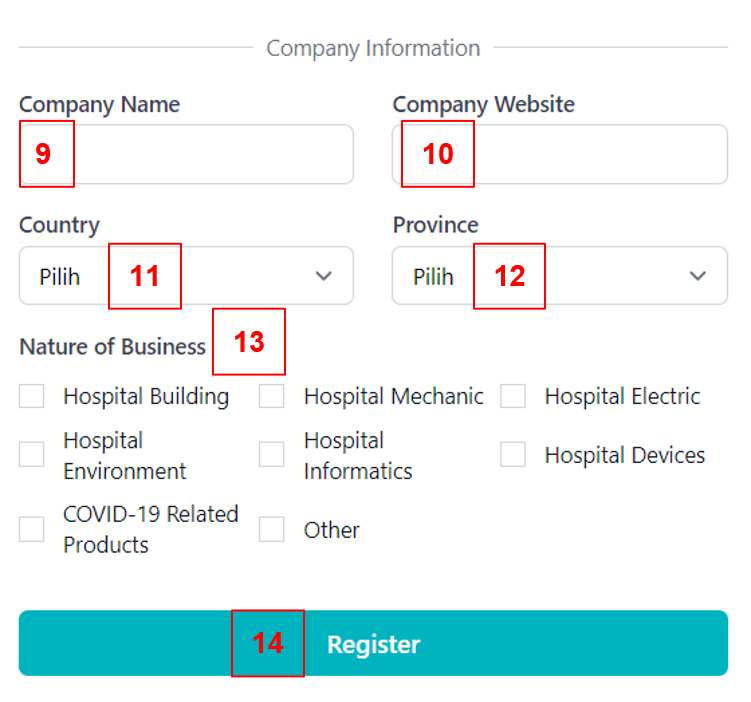 Company Information
Company Name
Company Website
9
10
Country
Province
Pilih
11
Pilih
12
Nature of Business
13
Hospital Building
Hospital Mechanic
Hospital Electric
Hospital
Environment
Hospital
Informatics
Hospital Devices
COVID-19 Related
Products
Other
14
Register